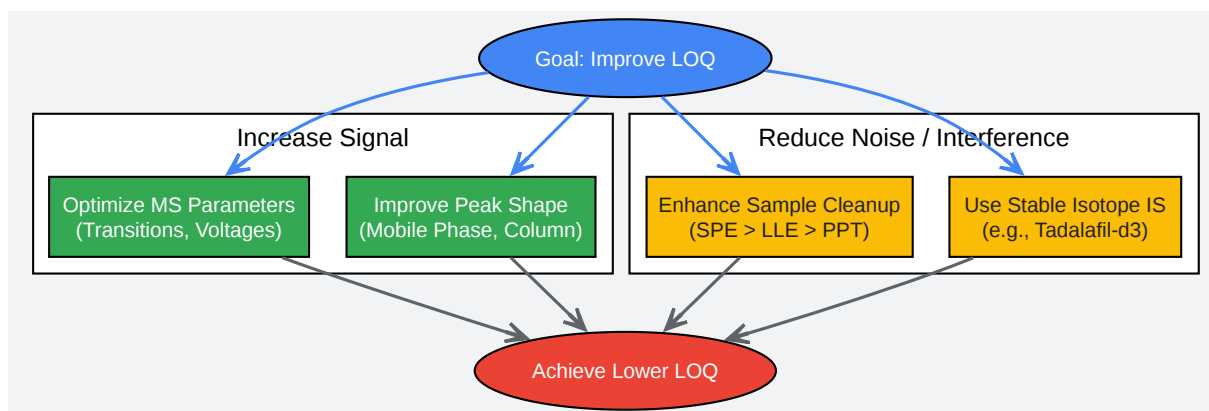 Goal: Improve LOQ
Increase Signal
Reduce Noise / Interference
Optimize MS Parameters
(Transitions, Voltages)
Improve Peak Shape
(Mobile Phase, Column)
Enhance Sample Cleanup
(SPE > LLE > PPT)
Use Stable Isotope IS
(e.g., Tadalafil-d3)
Achieve Lower LOQ